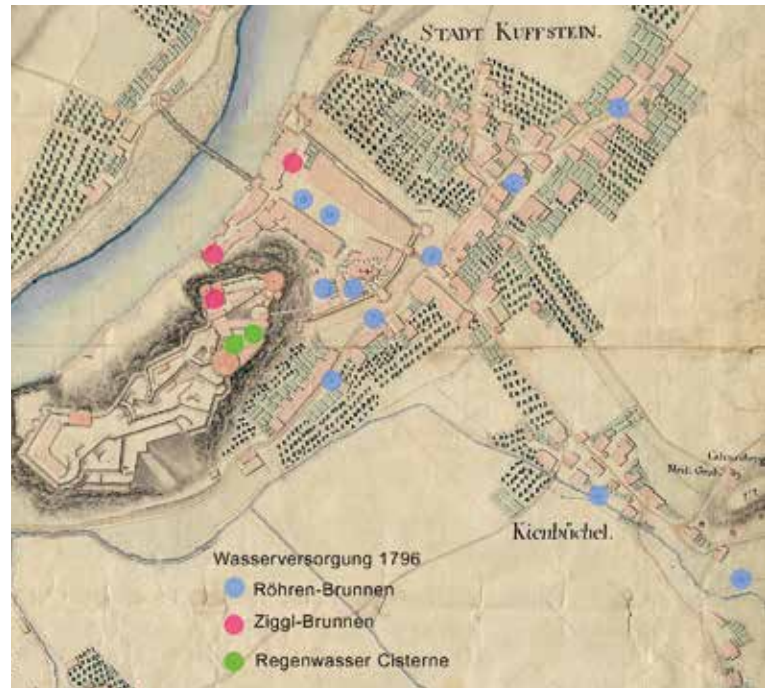 STADT KUFFSTEIN.
Kienbüchel.
Wasserversorgung 1796
Röhren-Brunnen
Ziggl-Brunnen
Regenwasser Cisterne